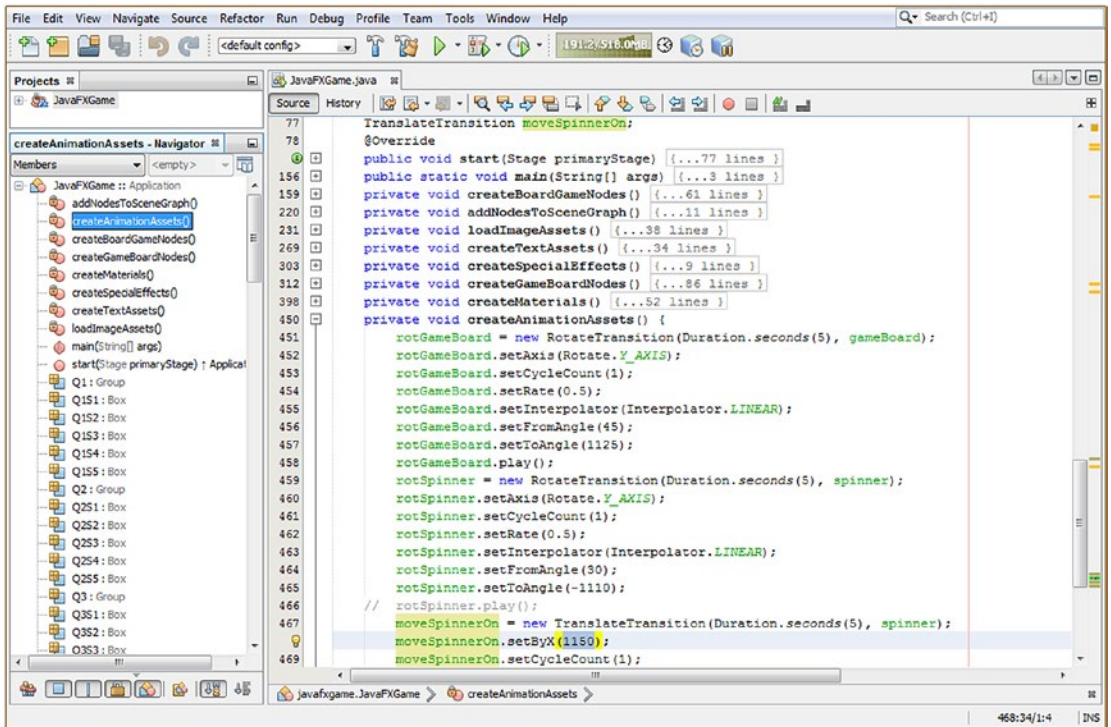 File Edit View Navigate Source Refactor Run Debug Profile Team Tools Window Help
Search (Ctrl+I)
<default config>
191.2/518.0MB
Projects
JavaFXGame
createAnimationAssets - Navigator
Members
<empty>
JavaFXGame :: Application
addNodesToSceneGraph()
createAnimationAssets()
createBoardGameNodes()
createGameBoardNodes()
createMaterials()
createSpecialEffects()
createTextAssets()
loadImageAssets()
main(String[] args)
start(Stage primaryStage) ↑ Applicat
Q1 : Group
Q1S1 : Box
Q1S2 : Box
Q1S3 : Box
Q1S4 : Box
Q1S5 : Box
Q2 : Group
Q2S1 : Box
Q2S2 : Box
Q2S3 : Box
Q2S4 : Box
Q2S5 : Box
Q3 : Group
Q3S1 : Box
Q3S2 : Box
Q3S3 : Box
JavaFXGame.java
Source History
77 TranslateTransition moveSpinnerOn;
78 @Override
public void start(Stage primaryStage) {...77 lines }
156 public static void main(String[] args) {...3 lines }
159 private void createBoardGameNodes() {...61 lines }
220 private void addNodesToSceneGraph() {...11 lines }
231 private void loadImageAssets() {...38 lines }
269 private void createTextAssets() {...34 lines }
303 private void createSpecialEffects() {...9 lines }
312 private void createGameBoardNodes() {...86 lines }
398 private void createMaterials() {...52 lines }
450 private void createAnimationAssets() {
451 rotGameBoard = new RotateTransition(Duration.seconds(5), gameBoard);
452 rotGameBoard.setAxis(Rotate.Y_AXIS);
453 rotGameBoard.setCycleCount(1);
454 rotGameBoard.setRate(0.5);
455 rotGameBoard.setInterpolator(Interpolator.LINEAR);
456 rotGameBoard.setFromAngle(45);
457 rotGameBoard.setToAngle(1125);
458 rotGameBoard.play();
459 rotSpinner = new RotateTransition(Duration.seconds(5), spinner);
460 rotSpinner.setAxis(Rotate.Y_AXIS);
461 rotSpinner.setCycleCount(1);
462 rotSpinner.setRate(0.5);
463 rotSpinner.setInterpolator(Interpolator.LINEAR);
464 rotSpinner.setFromAngle(30);
465 rotSpinner.setToAngle(-1110);
466 // rotSpinner.play();
467 moveSpinnerOn = new TranslateTransition(Duration.seconds(5), spinner);
moveSpinnerOn.setByX(1150);
469 moveSpinnerOn.setCycleCount(1);
javafxgame.JavaFXGame
createAnimationAssets
468:34/1:4 INS